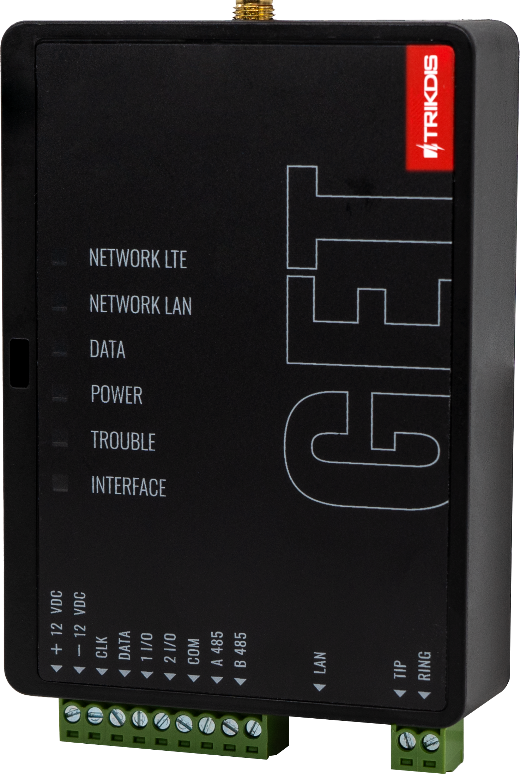 TRIKDIS
GET
NETWORK LTE
NETWORK LAN
DATA
POWER
TROUBLE
INTERFACE
+ 12 VDC
− 12 VDC
CLK
DATA
1 I/O
2 I/O
COM
A 485
B 485
LAN
TIP
RING